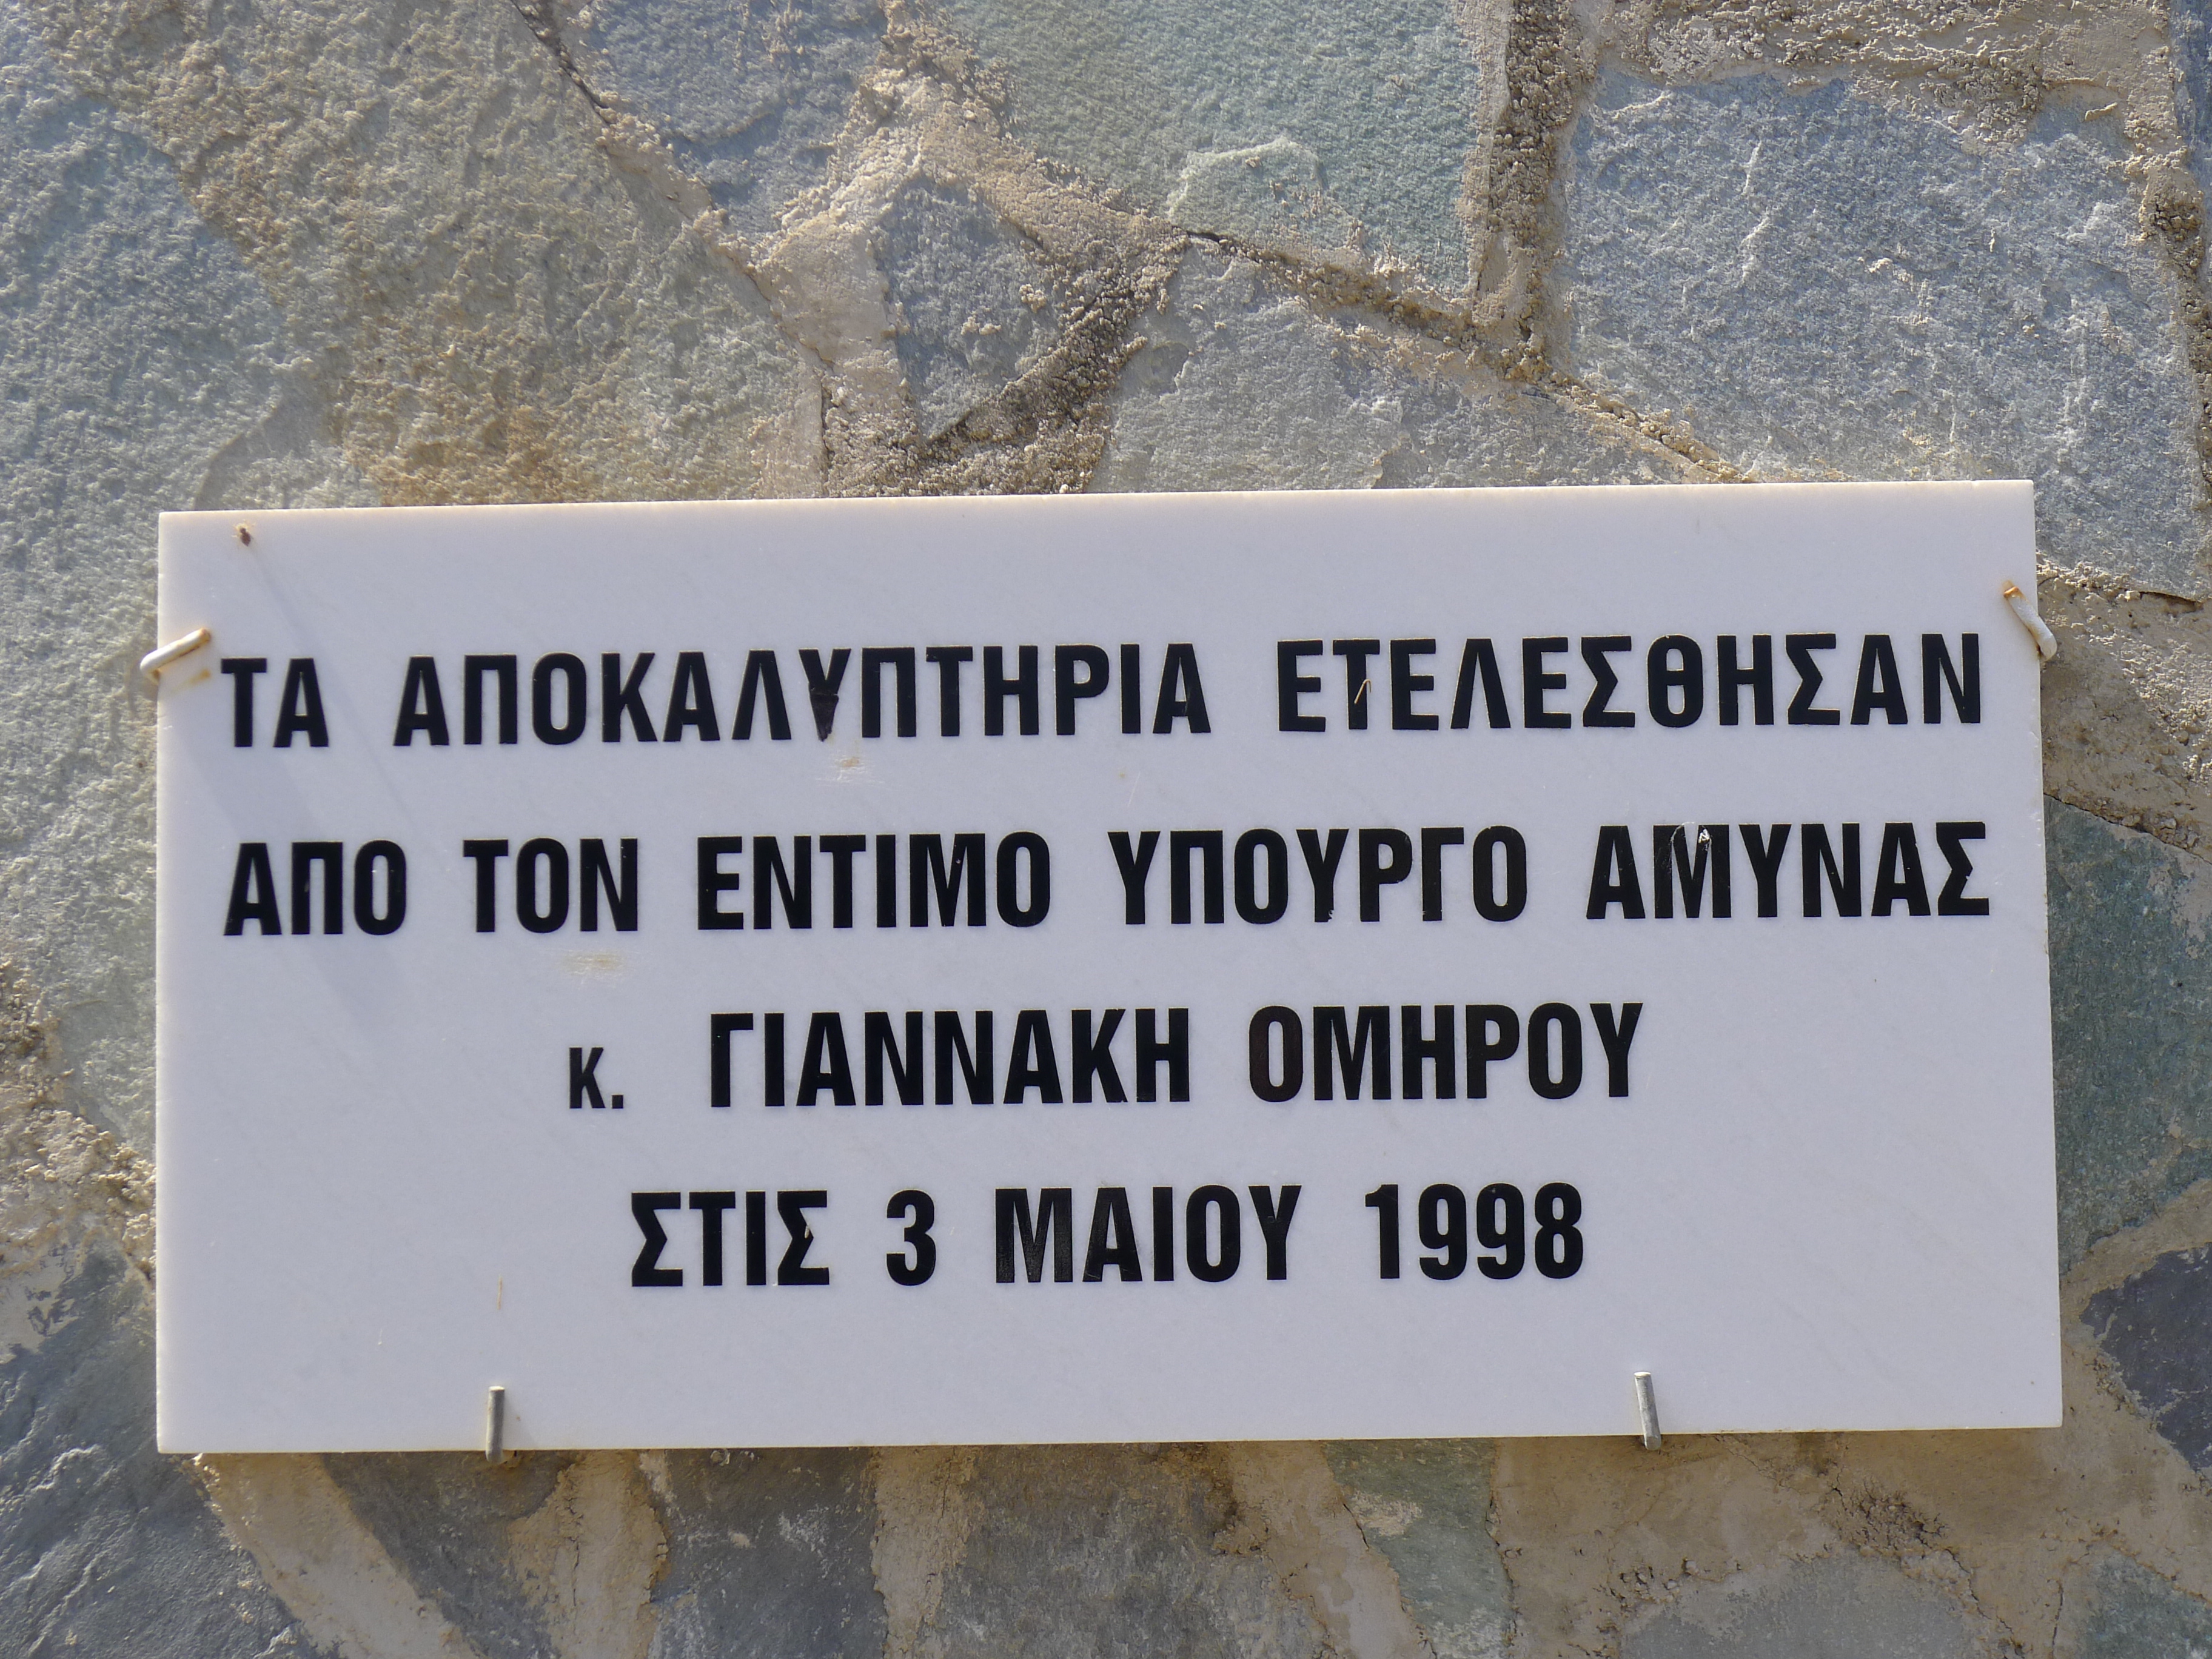 ΤΑ ΑΠΟΚΑΛΥΠΤΗΡΙΑ ΕΤΕΛΕΣΘΗΣΑΝ
ΑΠΟ ΤΟΝ ΕΝΤΙΜΟ ΥΠΟΥΡΓΟ ΑΜΥΝΑΣ
κ. ΓΙΑΝΝΑΚΗ ΟΜΗΡΟΥ
ΣΤΙΣ 3 ΜΑΙΟΥ 1998